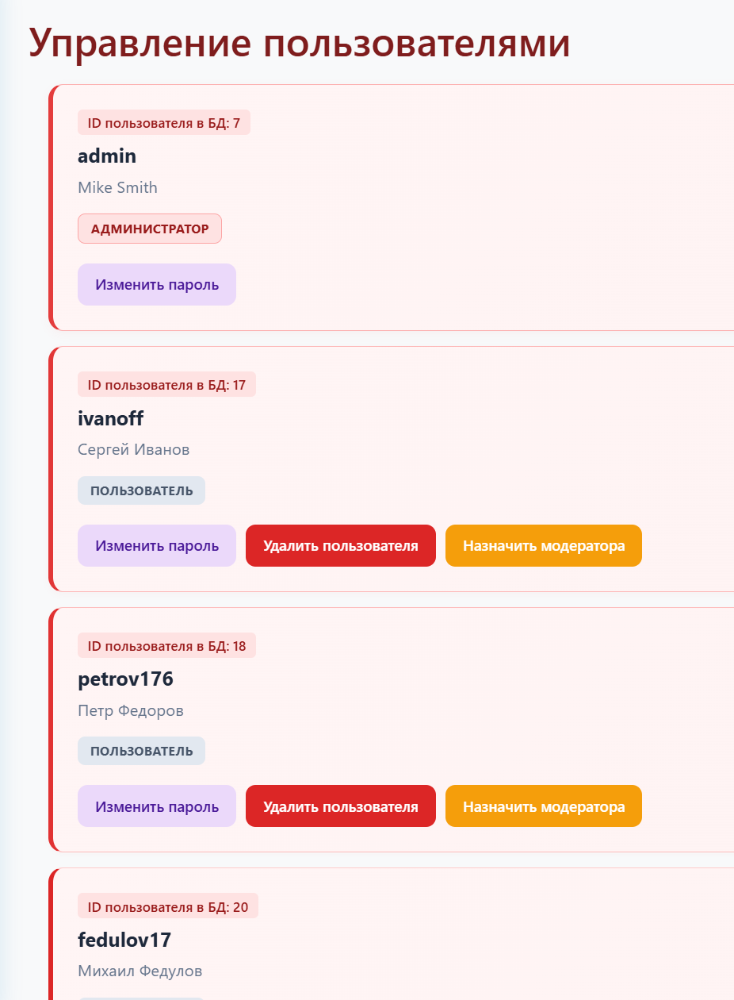 Управление пользователями
ID пользователя в БД: 7
admin
Mike Smith
АДМИНИСТРАТОР
Изменить пароль
ID пользователя в БД: 17
ivanoff
Сергей Иванов
ПОЛЬЗОВАТЕЛЬ
Изменить пароль Удалить пользователя Назначить модератора
ID пользователя в БД: 18
petrov176
Петр Федоров
ПОЛЬЗОВАТЕЛЬ
Изменить пароль Удалить пользователя Назначить модератора
ID пользователя в БД: 20
fedulov17
Михаил Федулов